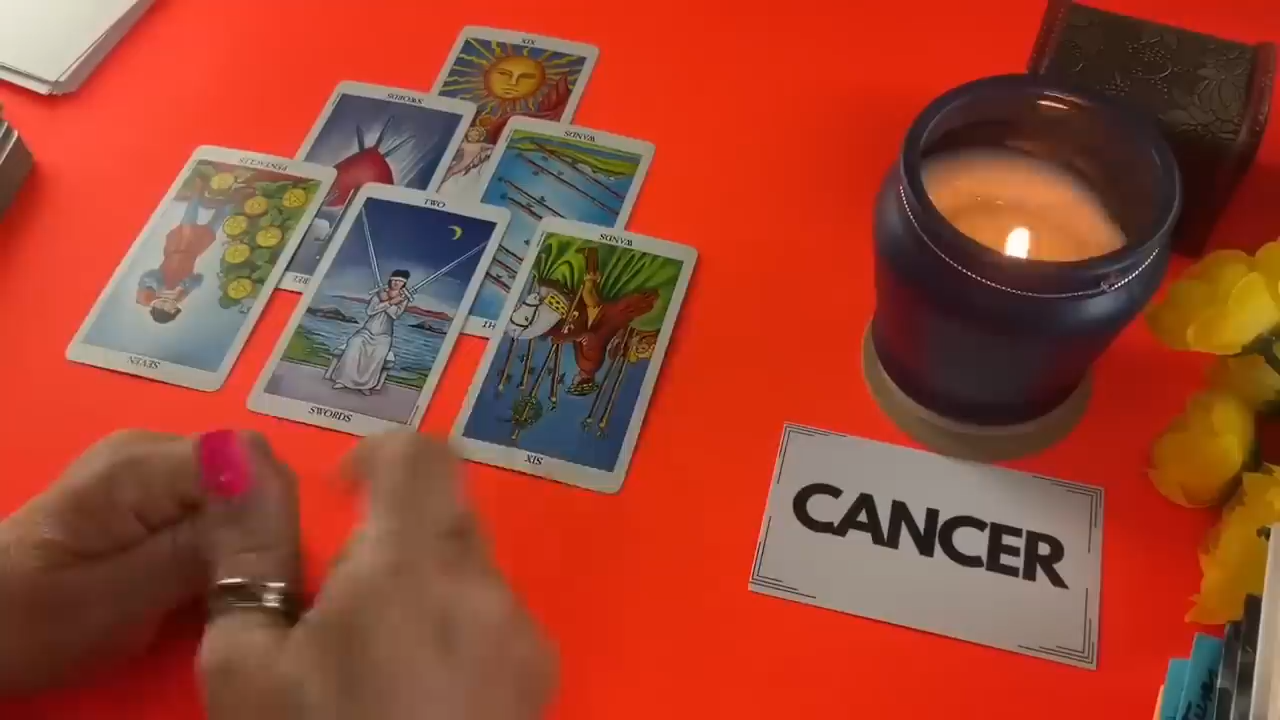 XIX
SWORDS
WANDS
PENTACLES
TWO
WANDS
SEVEN
SWORDS
SIX
CANCER